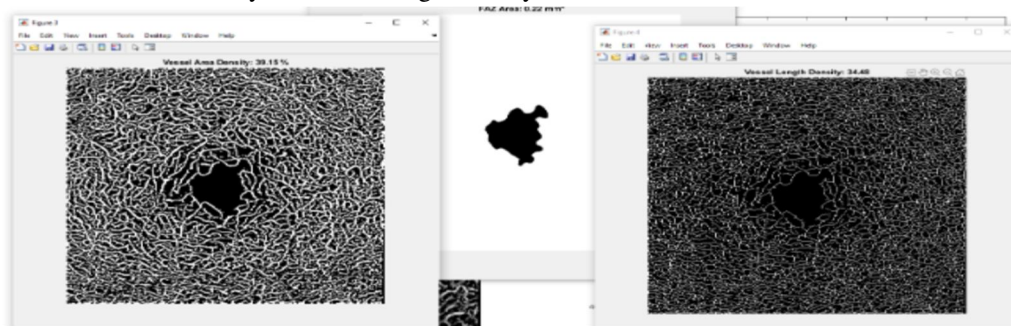 FAZ Area: 0.22 mm²
Figure 3
File Edit View Insert Tools Desktop Window Help
Vessel Area Density: 39.15 %
Figure 4
File Edit View Insert Tools Desktop Window Help
Vessel Length Density: 34.46